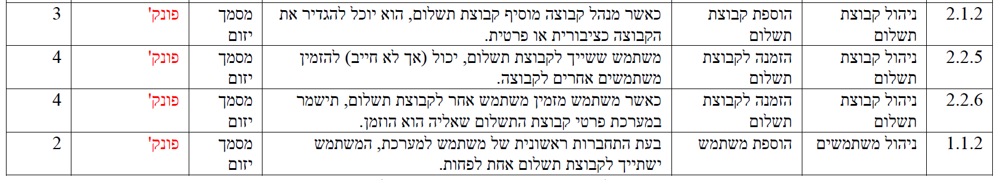 2.1.2 ניהול קבוצת הוספת קבוצת כאשר מנהל קבוצה מוסיף קבוצת תשלום, הוא יוכל להגדיר את מסמך פונק' 3
תשלום תשלום הקבוצה כציבורית או פרטית. יזום
2.2.5 ניהול קבוצת הזמנה לקבוצת משתמש ששייך לקבוצת תשלום, יכול (אך לא חייב) להזמין מסמך פונק' 4
תשלום תשלום משתמשים אחרים לקבוצה. יזום
2.2.6 ניהול קבוצת הזמנה לקבוצת כאשר משתמש מזמין משתמש אחר לקבוצת תשלום, תישמר מסמך פונק' 4
תשלום תשלום במערכת פרטי קבוצת התשלום שאליה הוא הוזמן. יזום
1.1.2 ניהול משתמשים הוספת משתמש בעת התחברות ראשונית של משתמש למערכת, המשתמש מסמך פונק' 2
ישתייך לקבוצת תשלום אחת לפחות. יזום